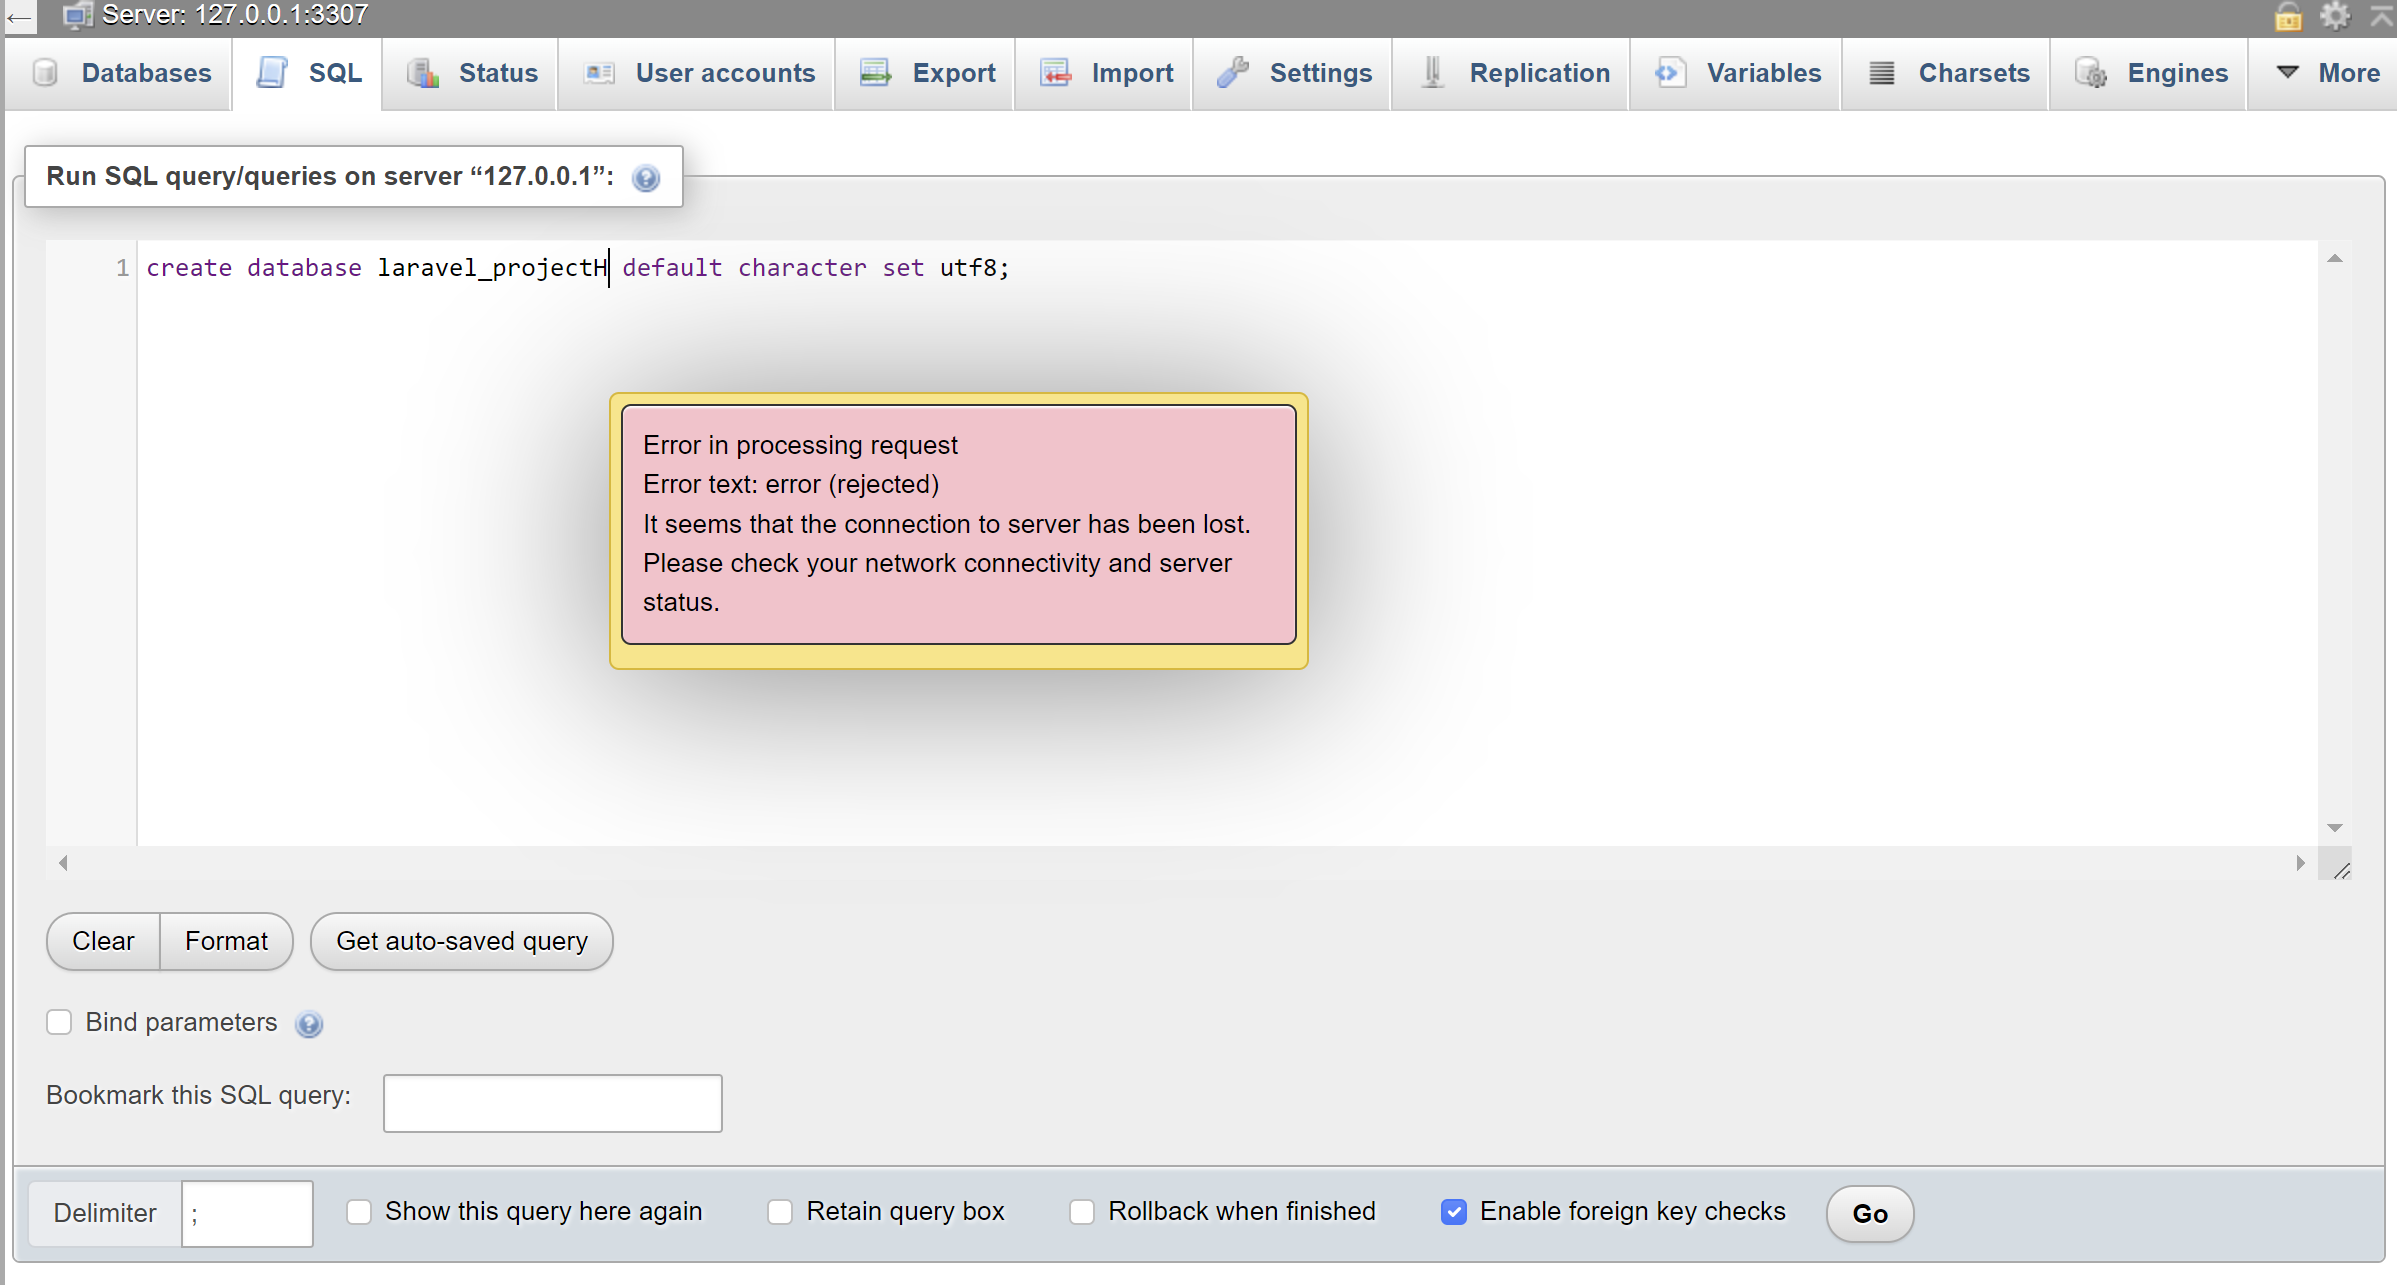 Server: 127.0.0.1:3307
Databases SQL Status User accounts Export Import Settings Replication Variables Charsets Engines More
Run SQL query/queries on server “127.0.0.1”:
1 create database laravel_projectH default character set utf8;
Error in processing request
Error text: error (rejected)
It seems that the connection to server has been lost.
Please check your network connectivity and server
status.
Clear Format Get auto-saved query
Bind parameters
Bookmark this SQL query:
Delimiter ; Show this query here again Retain query box Rollback when finished Enable foreign key checks Go